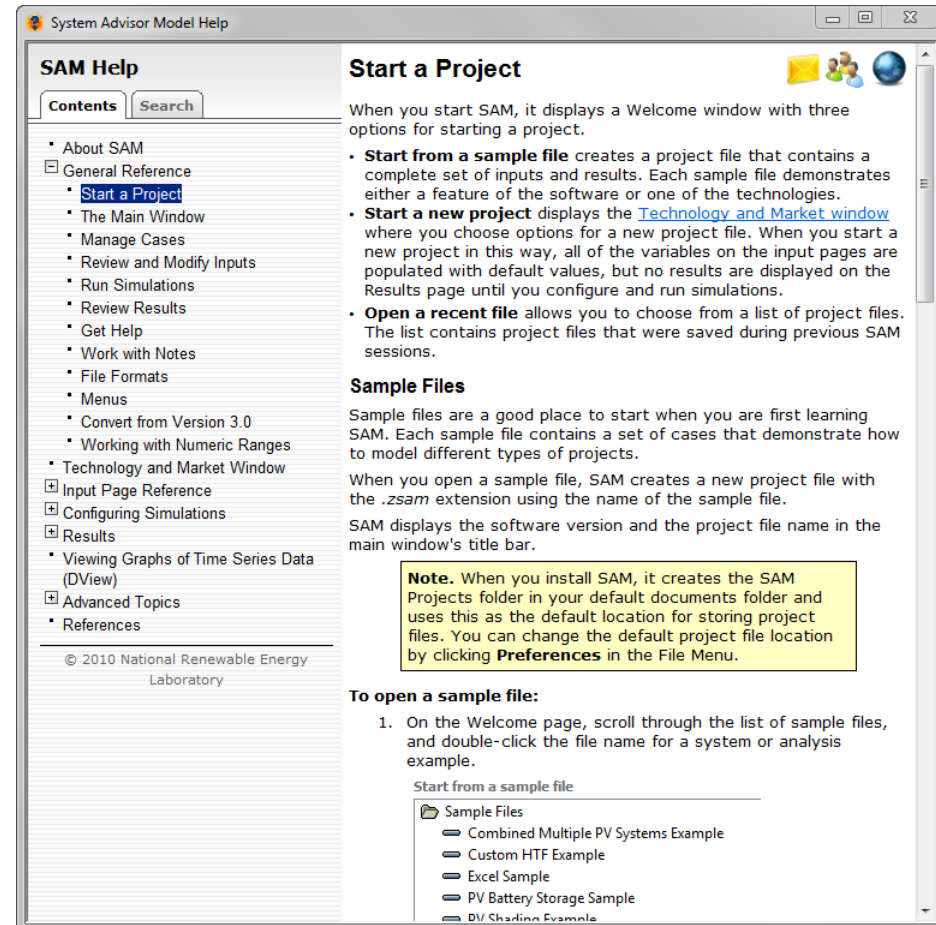 System Advisor Model Help
SAM Help
Contents
Search
About SAM
General Reference
Start a Project
The Main Window
Manage Cases
Review and Modify Inputs
Run Simulations
Review Results
Get Help
Work with Notes
File Formats
Menus
Convert from Version 3.0
Working with Numeric Ranges
Technology and Market Window
Input Page Reference
Configuring Simulations
Results
Viewing Graphs of Time Series Data
(DView)
Advanced Topics
References
© 2010 National Renewable Energy
Laboratory
Start a Project
When you start SAM, it displays a Welcome window with three
options for starting a project.
• Start from a sample file creates a project file that contains a
complete set of inputs and results. Each sample file demonstrates
either a feature of the software or one of the technologies.
• Start a new project displays the Technology and Market window
where you choose options for a new project file. When you start a
new project in this way, all of the variables on the input pages are
populated with default values, but no results are displayed on the
Results page until you configure and run simulations.
• Open a recent file allows you to choose from a list of project files.
The list contains project files that were saved during previous SAM
sessions.
Sample Files
Sample files are a good place to start when you are first learning
SAM. Each sample file contains a set of cases that demonstrate how
to model different types of projects.
When you open a sample file, SAM creates a new project file with
the .zsam extension using the name of the sample file.
SAM displays the software version and the project file name in the
main window's title bar.
Note. When you install SAM, it creates the SAM
Projects folder in your default documents folder and
uses this as the default location for storing project
files. You can change the default project file location
by clicking Preferences in the File Menu.
To open a sample file:
1. On the Welcome page, scroll through the list of sample files,
and double-click the file name for a system or analysis
example.
Start from a sample file
Sample Files
Combined Multiple PV Systems Example
Custom HTF Example
Excel Sample
PV Battery Storage Sample
PV Shading Example